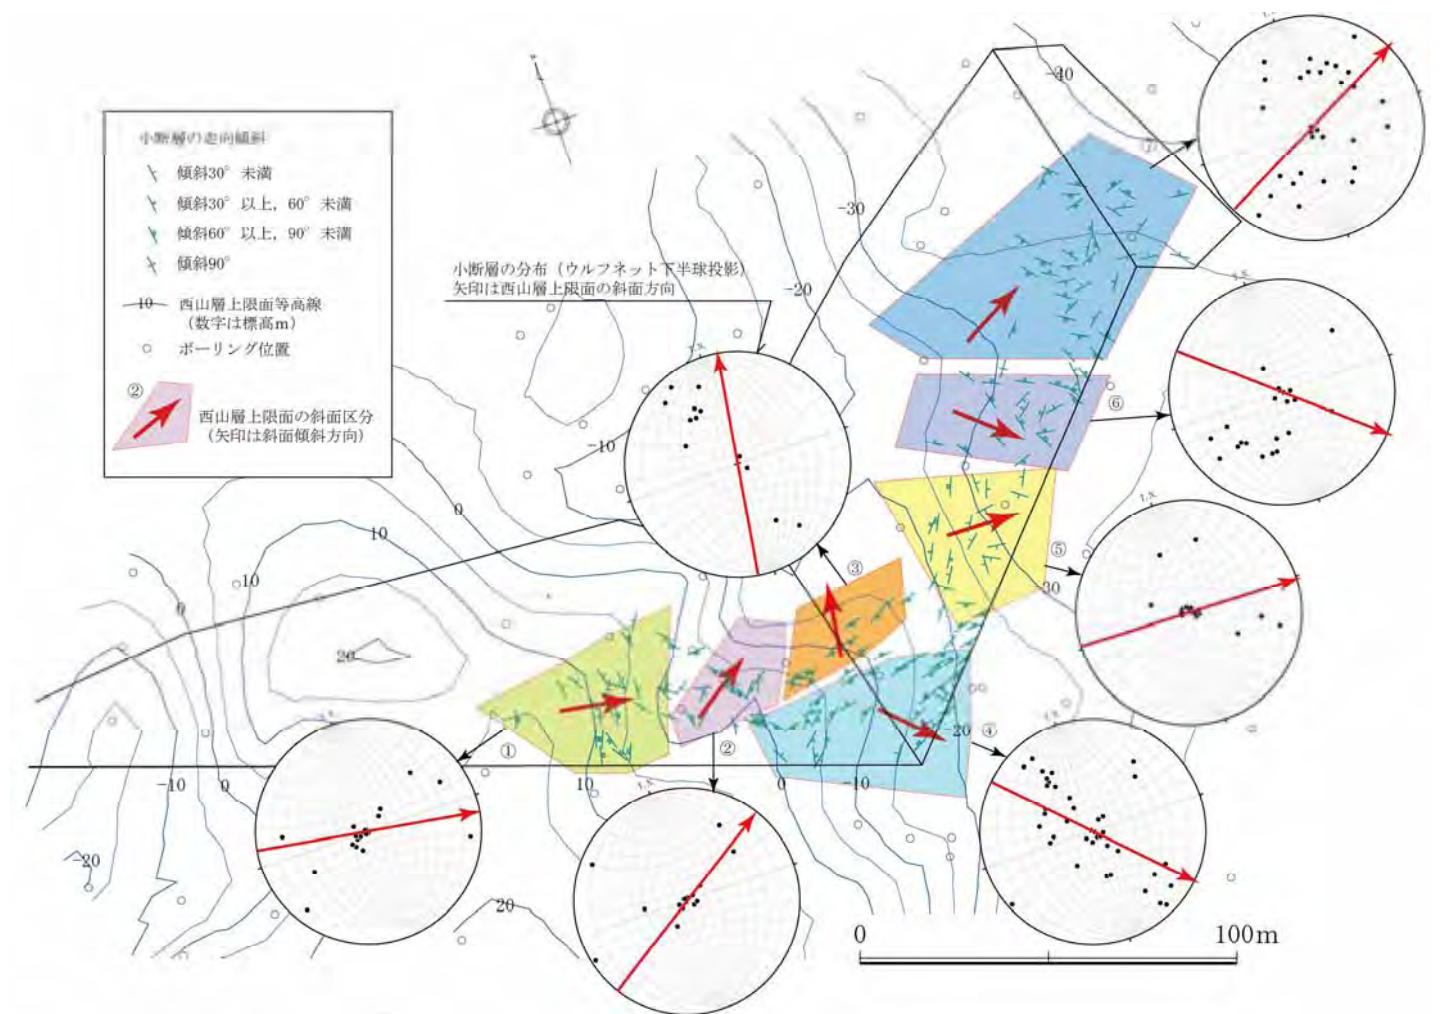 小断層の走向傾斜
傾斜30° 未満
傾斜30° 以上，60° 未満
傾斜60° 以上，90° 未満
傾斜90°
10
西山層上限面等高線
（数字は標高m）
ボーリング位置
②
西山層上限面の斜面区分
（矢印は斜面傾斜方向）
小断層の分布（ウルフネット下半球投影）
矢印は西山層上限面の斜面方向
-40
⑦
-30
-20
⑥
-10
0
10
⑤
30
③
10
0
20
-20
④
①
②
-10
0
10
0
-10
-20
20
0
100m